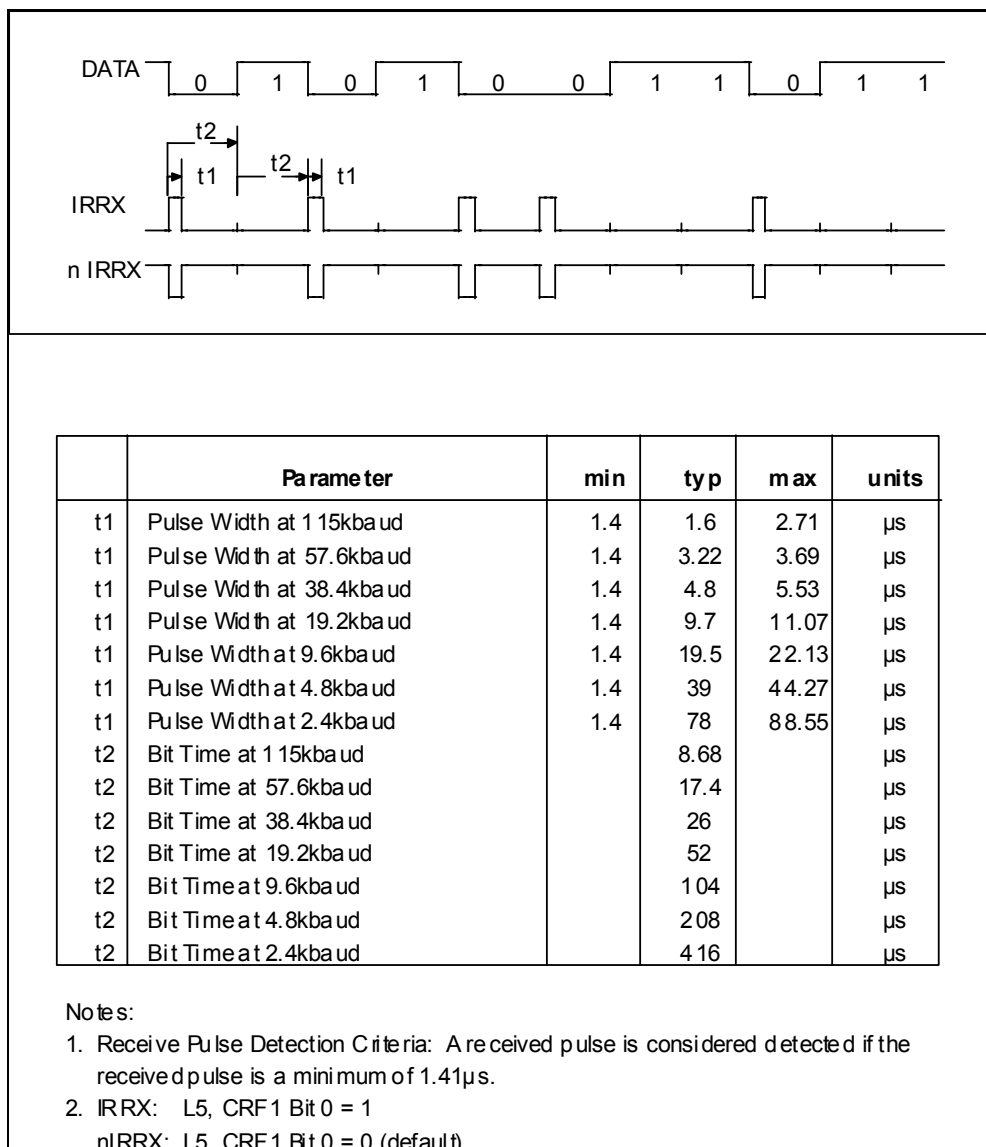 DATA 0 1 0 1 0 0 1 1 0 1 1
t2
t1 t2 t1
IRRX
n IRRX
Parameter min typ max units
t1 Pulse Width at 115kbaud 1.4 1.6 2.71 µs
t1 Pulse Width at 57.6kbaud 1.4 3.22 3.69 µs
t1 Pulse Width at 38.4kbaud 1.4 4.8 5.53 µs
t1 Pulse Width at 19.2kbaud 1.4 9.7 11.07 µs
t1 Pulse Width at 9.6kbaud 1.4 19.5 22.13 µs
t1 Pulse Width at 4.8kbaud 1.4 39 44.27 µs
t1 Pulse Width at 2.4kbaud 1.4 78 88.55 µs
t2 Bit Time at 115kbaud 8.68 µs
t2 Bit Time at 57.6kbaud 17.4 µs
t2 Bit Time at 38.4kbaud 26 µs
t2 Bit Time at 19.2kbaud 52 µs
t2 Bit Time at 9.6kbaud 104 µs
t2 Bit Time at 4.8kbaud 208 µs
t2 Bit Time at 2.4kbaud 416 µs
Notes:
1. Receive Pulse Detection Criteria: A received pulse is considered detected if the
received pulse is a minimum of 1.41µs.
2. IRRX: L5, CRF1 Bit 0 = 1
nIRRX: L5, CRF1 Bit 0 = 0 (default)